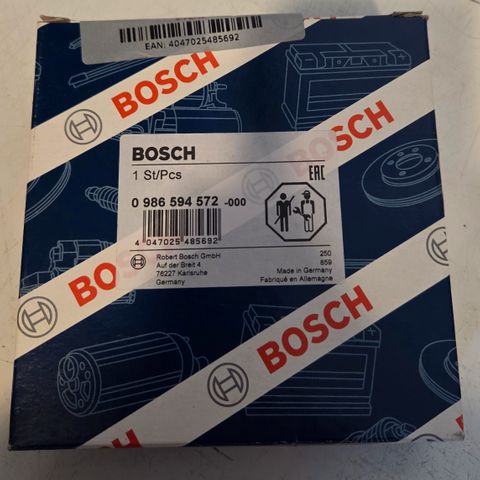 EAN: 4047025485692
BOSCH
BOSCH
BOSCH
1 St/Pcs
EAC
0 986 594 572 -000
4 047025 485692
Robert Bosch GmbH
Auf der Breit 4
76227 Karlsruhe
Germany
250
859
Made in Germany
Fabriqué en Allemagne
BOSCH
BOSCH